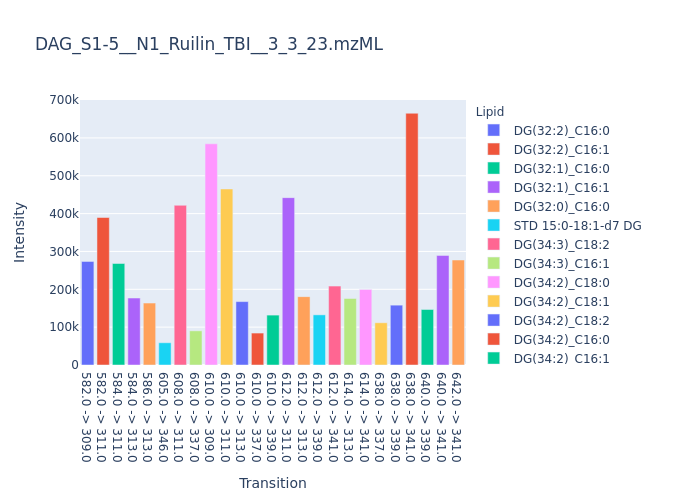 DAG_S1-5__N1_Ruilin_TBI__3_3_23.mzML
Intensity
700k
600k
500k
400k
300k
200k
100k
0
582.0 -> 309.0
582.0 -> 311.0
584.0 -> 311.0
584.0 -> 313.0
586.0 -> 313.0
605.0 -> 346.0
608.0 -> 311.0
608.0 -> 337.0
610.0 -> 309.0
610.0 -> 311.0
610.0 -> 313.0
610.0 -> 337.0
610.0 -> 339.0
612.0 -> 311.0
612.0 -> 313.0
612.0 -> 339.0
612.0 -> 341.0
614.0 -> 313.0
614.0 -> 341.0
638.0 -> 337.0
638.0 -> 339.0
638.0 -> 341.0
640.0 -> 339.0
640.0 -> 341.0
642.0 -> 341.0
Transition
Lipid
DG(32:2)_C16:0
DG(32:2)_C16:1
DG(32:1)_C16:0
DG(32:1)_C16:1
DG(32:0)_C16:0
STD 15:0-18:1-d7 DG
DG(34:3)_C18:2
DG(34:3)_C16:1
DG(34:2)_C18:0
DG(34:2)_C18:1
DG(34:2)_C18:2
DG(34:2)_C16:0
DG(34:2)_C16:1